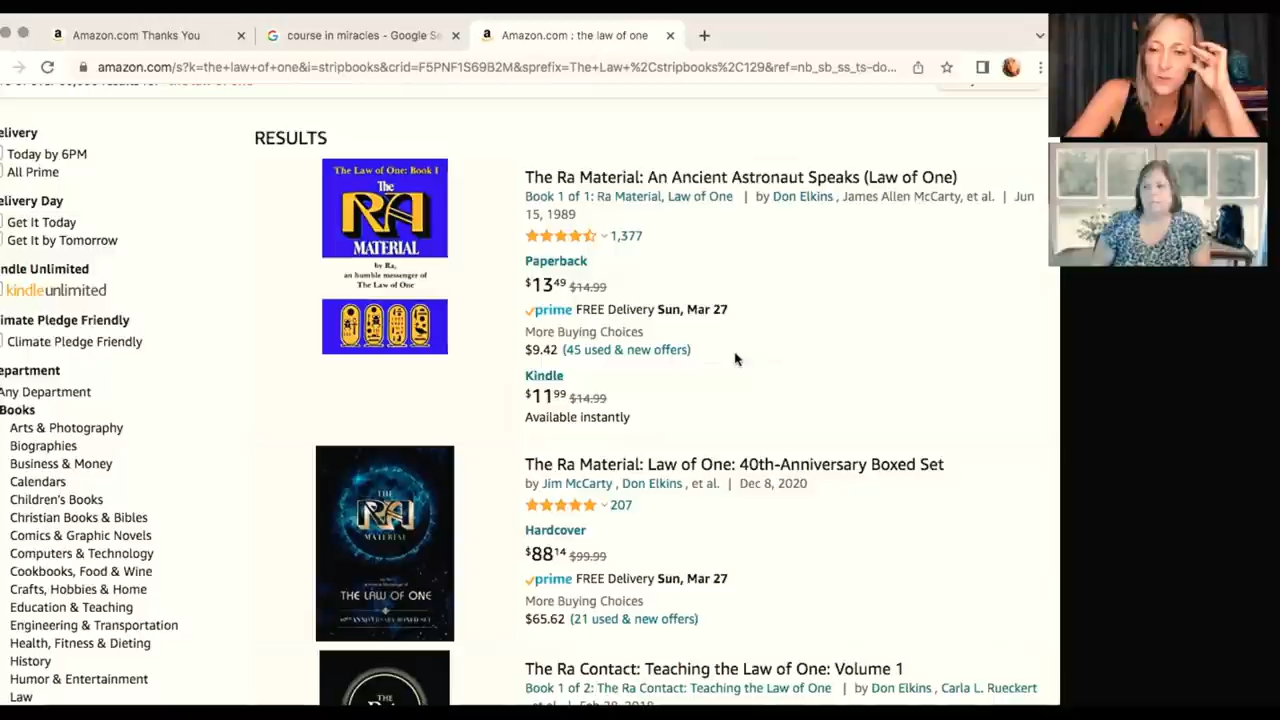 Amazon.com Thanks You
course in miracles - Google Se
Amazon.com : the law of one
amazon.com/s?k=the+law+of+one&i=stripbooks&crid=F5PNF1S69B2M&sprefix=The+Law+%2Cstripbooks%2C129&ref=nb_sb_ss_ts-do...
elivery
Today by 6PM
All Prime
elivery Day
Get It Today
Get It by Tomorrow
ndle Unlimited
kindleunlimited
imate Pledge Friendly
Climate Pledge Friendly
epartment
Any Department
Books
Arts & Photography
Biographies
Business & Money
Calendars
Children's Books
Christian Books & Bibles
Comics & Graphic Novels
Computers & Technology
Cookbooks, Food & Wine
Crafts, Hobbies & Home
Education & Teaching
Engineering & Transportation
Health, Fitness & Dieting
History
Humor & Entertainment
Law
RESULTS
The Law of One: Book I
The
RA
MATERIAL
by Ra,
an humble messenger of
The Law of One
The Ra Material: An Ancient Astronaut Speaks (Law of One)
Book 1 of 1: Ra Material, Law of One | by Don Elkins , James Allen McCarty, et al. | Jun
15, 1989
1,377
Paperback
$13.49 $14.99
prime FREE Delivery Sun, Mar 27
More Buying Choices
$9.42 (45 used & new offers)
Kindle
$11.99 $14.99
Available instantly
THE
RA
MATERIAL
THE LAW OF ONE
The Ra Material: Law of One: 40th-Anniversary Boxed Set
by Jim McCarty , Don Elkins , et al. | Dec 8, 2020
207
Hardcover
$88.14 $99.99
prime FREE Delivery Sun, Mar 27
More Buying Choices
$65.62 (21 used & new offers)
THE
The Ra Contact: Teaching the Law of One: Volume 1
Book 1 of 2: The Ra Contact: Teaching the Law of One | by Don Elkins , Carla L. Rueckert